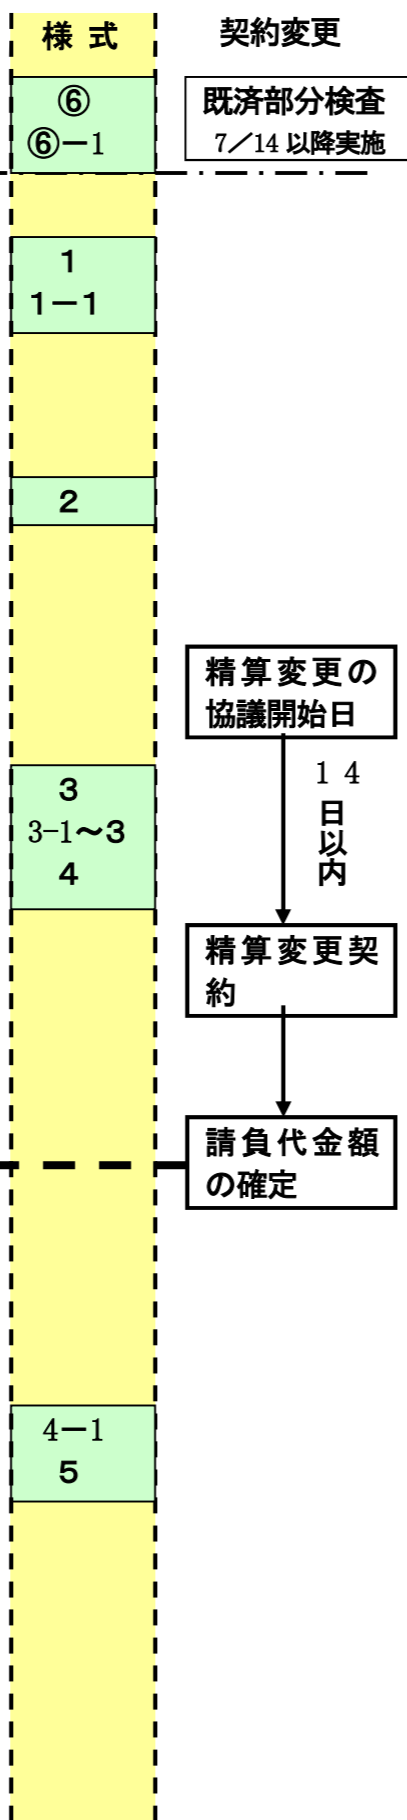 様 式
契約変更
⑥
⑥－1
既済部分検査
7／14 以降実施
１
１－１
２
精算変更の
協議開始日
３
3-1～３
４
１４
日以内
精算変更契
約
請負代金額
の確定
4－1
５